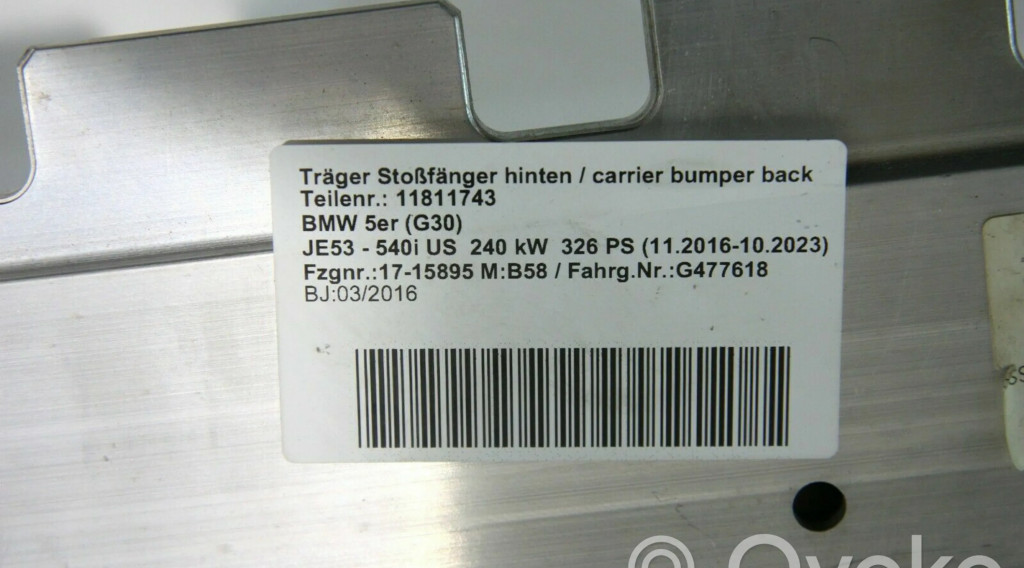 Träger Stoßfänger hinten / carrier bumper back
Teilenr.: 11811743
BMW 5er (G30)
JE53 - 540i US 240 kW 326 PS (11.2016-10.2023)
Fzgnr.:17-15895 M:B58 / Fahrg.Nr.:G477618
BJ:03/2016
© Ovoko